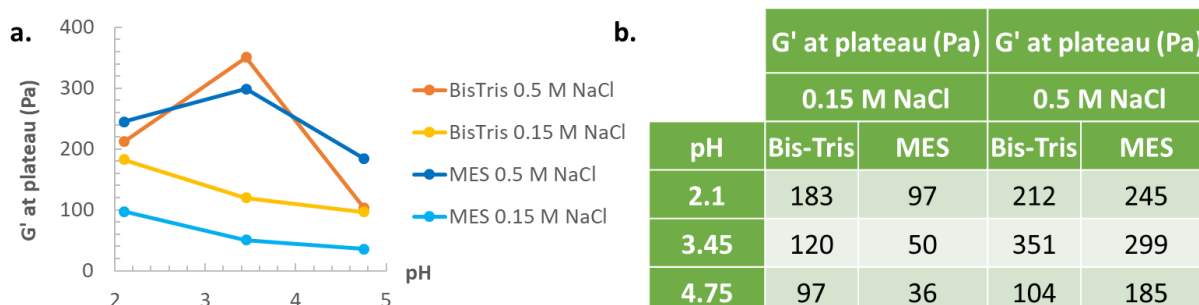 a.
400
300
200
100
0
G' at plateau (Pa)
2 3 4 5
pH
BisTris 0.5 M NaCl
BisTris 0.15 M NaCl
MES 0.5 M NaCl
MES 0.15 M NaCl
b.
G' at plateau (Pa) G' at plateau (Pa)
0.15 M NaCl 0.5 M NaCl
pH Bis-Tris MES Bis-Tris MES
2.1 183 97 212 245
3.45 120 50 351 299
4.75 97 36 104 185